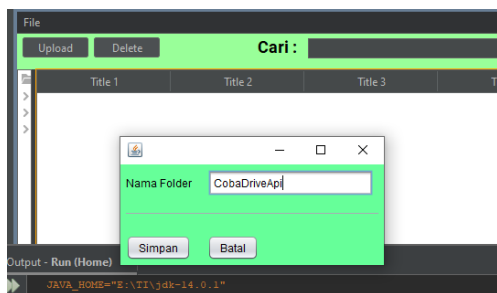 File
Upload Delete Cari :
Title 1 Title 2 Title 3 T
Nama Folder CobaDriveApi
Simpan Batal
Output - Run (Home)
JAVA_HOME="E:\TI\jdk-14.0.1"